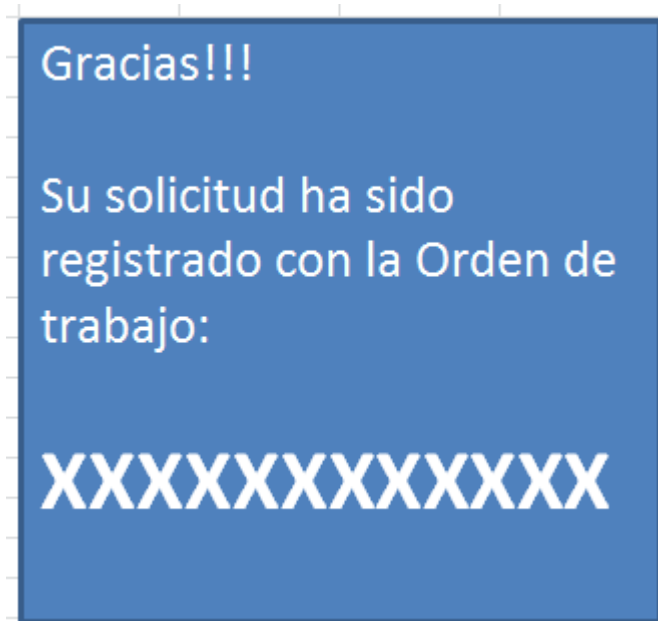 Gracias!!!
Su solicitud ha sido
registrado con la Orden de
trabajo:
XXXXXXXXXXXX